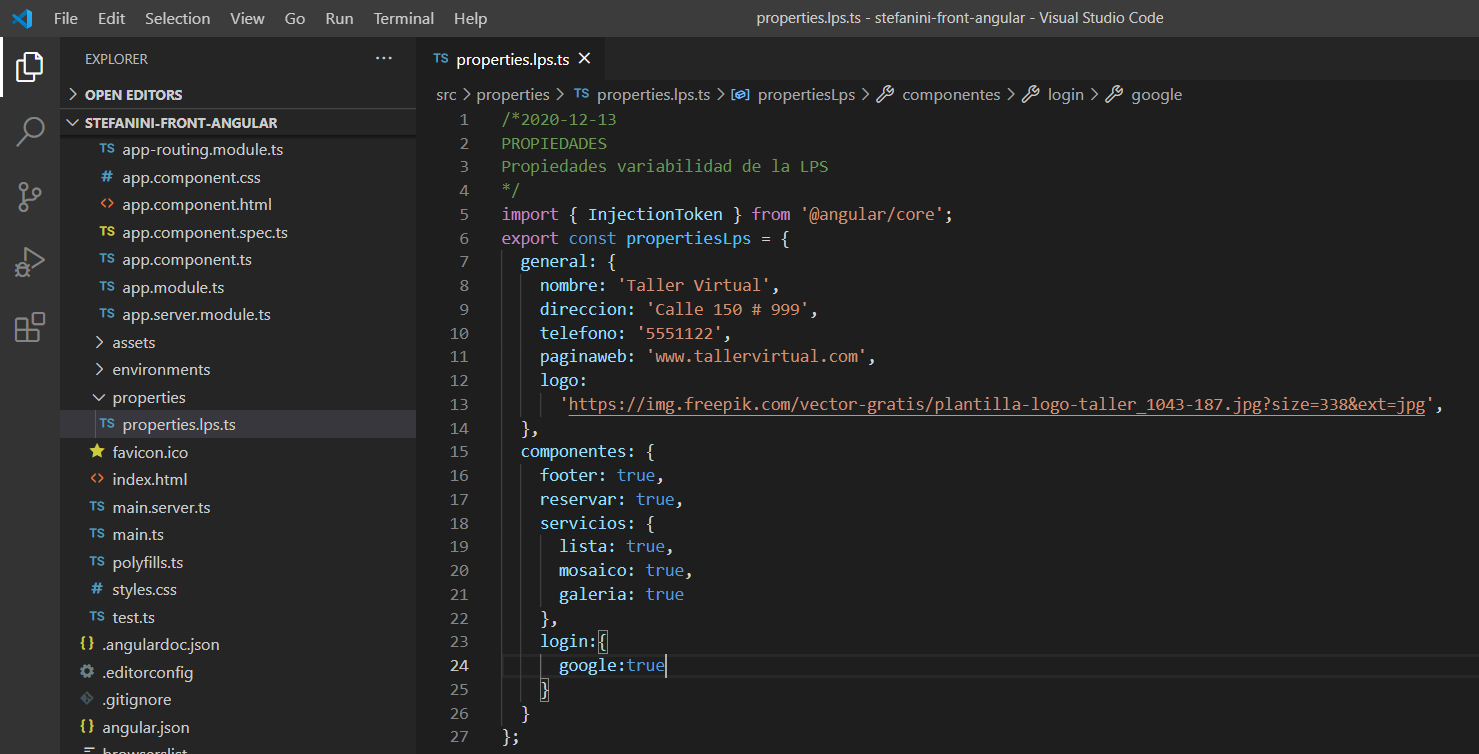 File Edit Selection View Go Run Terminal Help
properties.lps.ts - stefanini-front-angular - Visual Studio Code
EXPLORER
OPEN EDITORS
STEFANINI-FRONT-ANGULAR
TS app-routing.module.ts
# app.component.css
<> app.component.html
TS app.component.spec.ts
TS app.component.ts
TS app.module.ts
TS app.server.module.ts
assets
environments
properties
TS properties.lps.ts
favicon.ico
<> index.html
TS main.server.ts
TS main.ts
TS polyfills.ts
# styles.css
TS test.ts
{} .angulardoc.json
.editorconfig
.gitignore
{} angular.json
browserslist
TS properties.lps.ts
src > properties > TS properties.lps.ts > propertiesLps > componentes > login > google
1 /*2020-12-13
2 PROPIEDADES
3 Propiedades variabilidad de la LPS
4 */
5 import { InjectionToken } from '@angular/core';
6 export const propertiesLps = {
7 general: {
8 nombre: 'Taller Virtual',
9 direccion: 'Calle 150 # 999',
10 telefono: '5551122',
11 paginaweb: 'www.tallervirtual.com',
12 logo:
13 'https://img.freepik.com/vector-gratis/plantilla-logo-taller_1043-187.jpg?size=338&ext=jpg',
14 },
15 componentes: {
16 footer: true,
17 reservar: true,
18 servicios: {
19 lista: true,
20 mosaico: true,
21 galeria: true
22 },
23 login:{
24 google:true
25 }
26 }
27 };